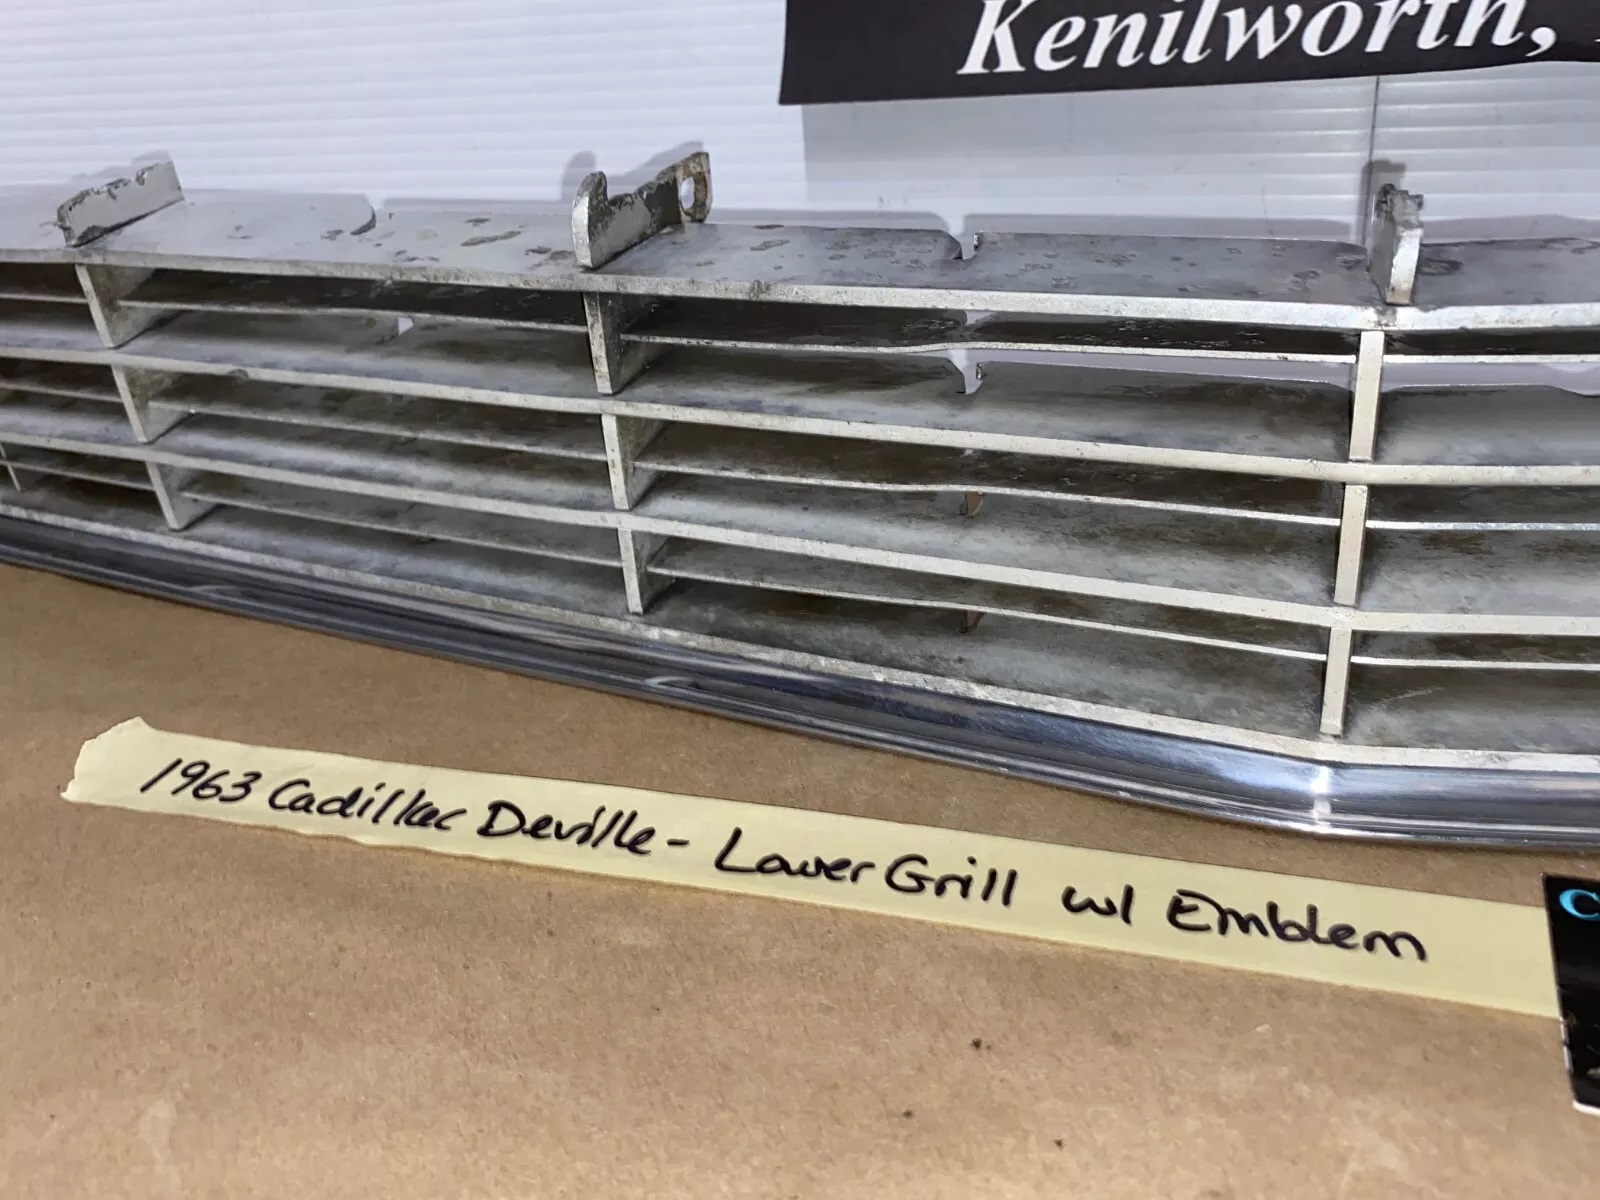 Kenilworth,
1963 Cadillac Deville - Lower Grill w/ Emblem
C